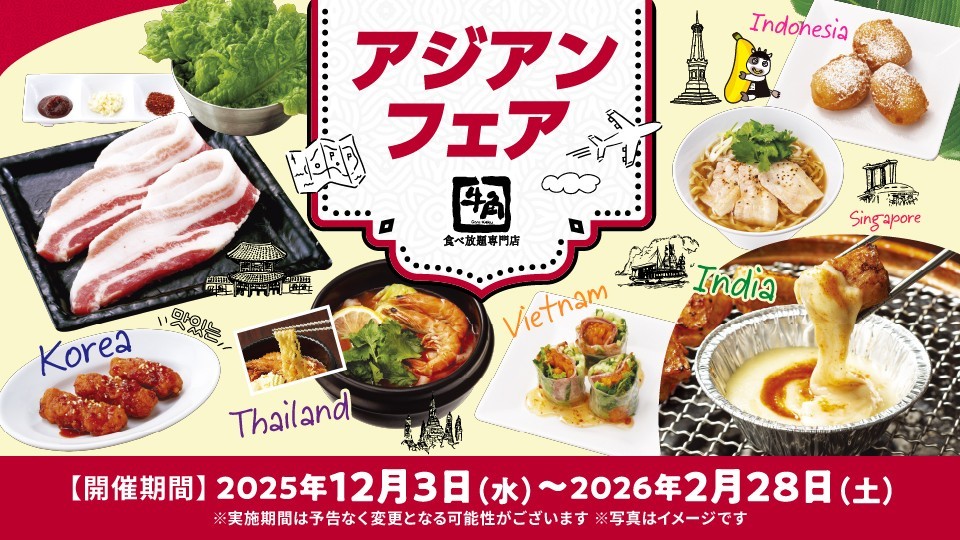 アジアン
フェア
牛角
GYU-KAKU
食べ放題専門店
Indonesia
Singapore
India
Vietnam
맛있는
Korea
Thailand
【開催期間】2025年12月3日(水)〜2026年2月28日(土)
※実施期間は予告なく変更となる可能性がございます ※写真はイメージです